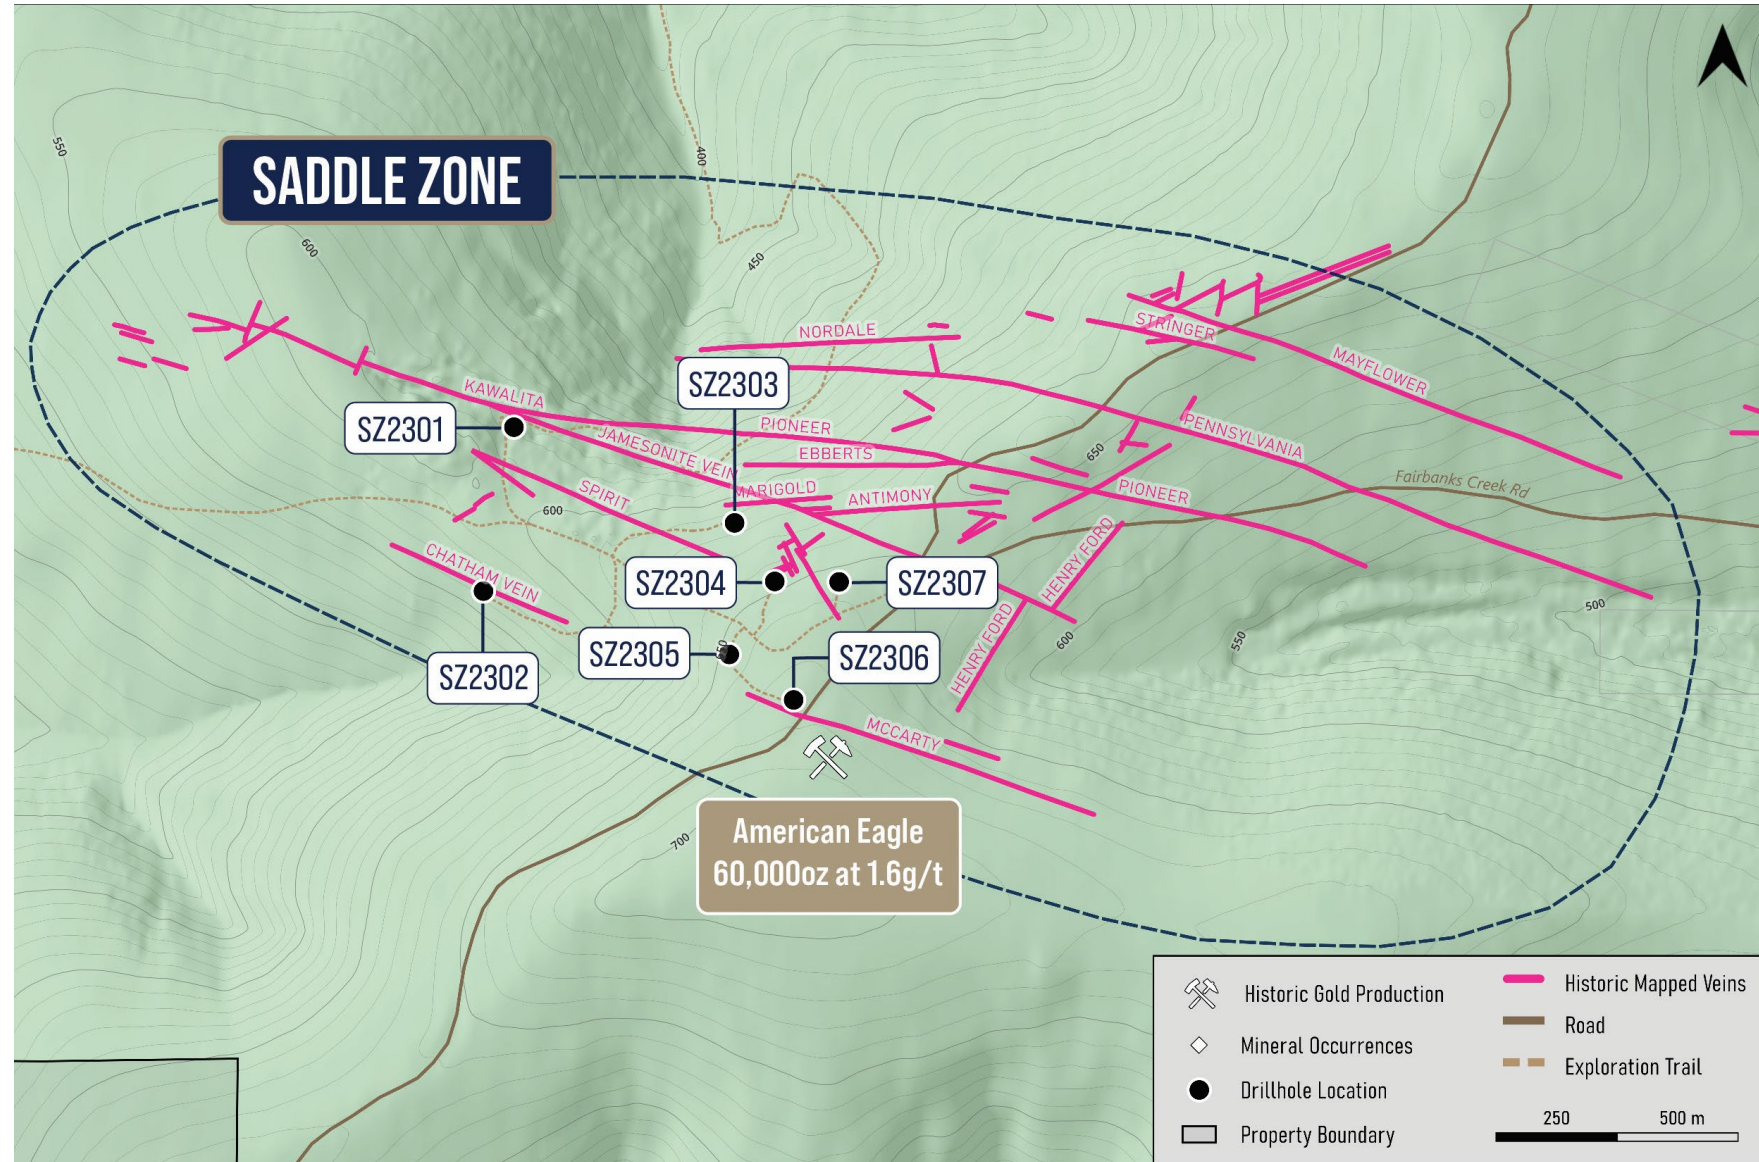 550
400
SADDLE ZONE
600
450
NORDALE
STRINGER
MAYFLOWER
SZ2303
KAWALITA
SZ2301
PIONEER
JAMESONITE VEIN
EBBERTS
PENNSYLVANIA
650
Fairbanks Creek Rd
SPIRIT
MARIGOLD
ANTIMONY
PIONEER
600
HENRY FORD
CHATHAM VEIN
SZ2304
SZ2307
500
HENRY FORD
600
550
SZ2305
650
SZ2306
SZ2302
MCCARTY
700
American Eagle
60,000oz at 1.6g/t
Historic Gold Production
Mineral Occurrences
Drillhole Location
Property Boundary
Historic Mapped Veins
Road
Exploration Trail
250 500 m